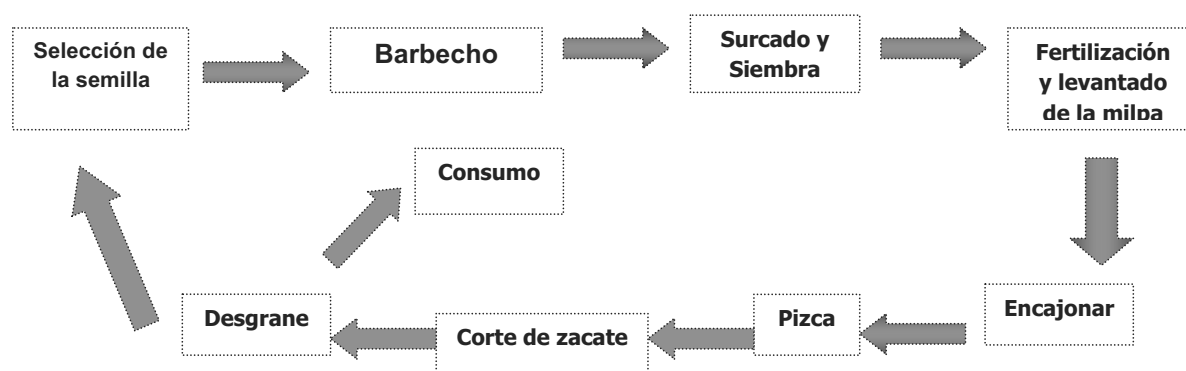 Selección de
la semilla
Barbecho
Surcado y
Siembra
Fertilización
y levantado
de la milpa
Consumo
Encajonar
Pizca
Corte de zacate
Desgrane